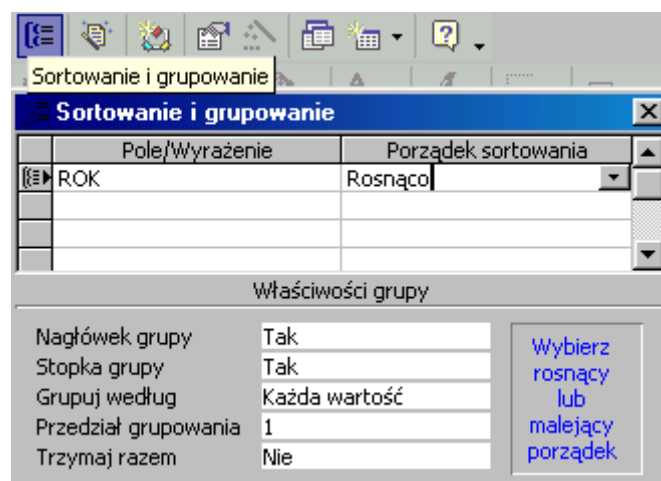 Sortowanie i grupowanie
Sortowanie i grupowanie
Pole/Wyrażenie Porządek sortowania
ROK Rosnąco
Właściwości grupy
Nagłówek grupy Tak
Stopka grupy Tak
Grupuj według Każda wartość
Przedział grupowania 1
Trzymaj razem Nie
Wybierz
rosnący
lub
malejący
porządek